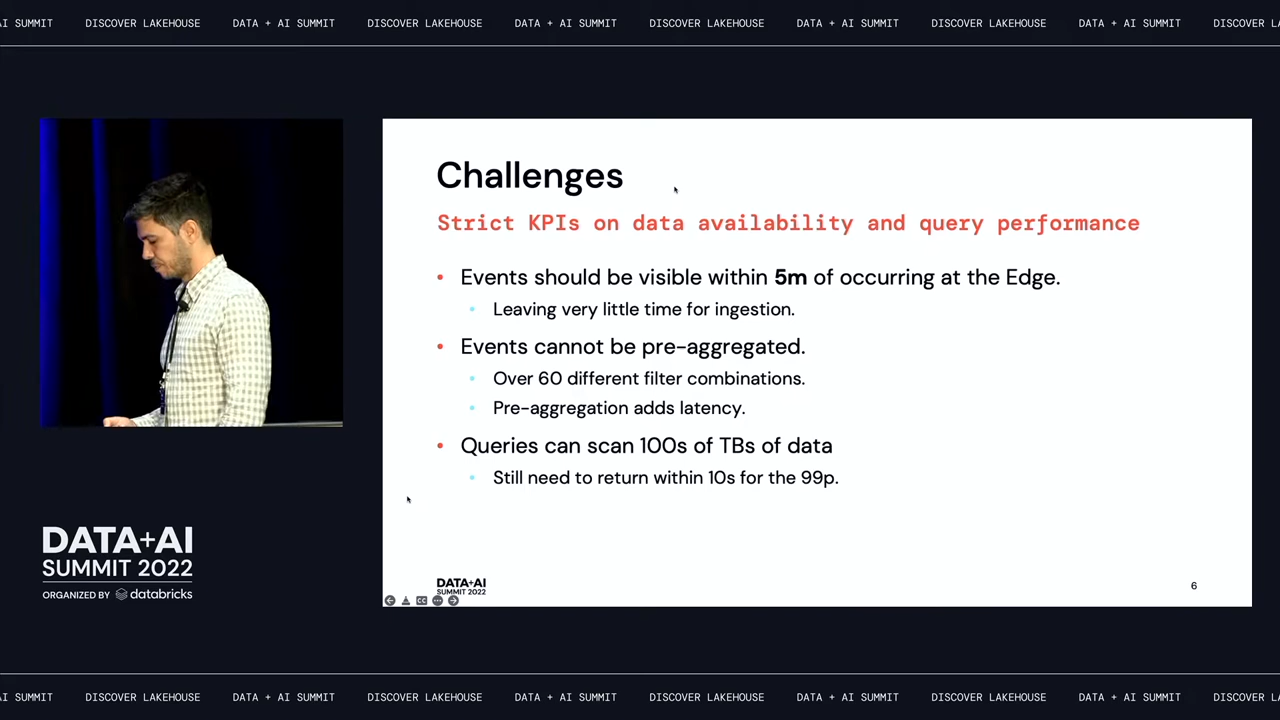 AI SUMMIT DISCOVER LAKEHOUSE DATA + AI SUMMIT DISCOVER LAKEHOUSE DATA + AI SUMMIT DISCOVER LAKEHOUSE DATA + AI SUMMIT DISCOVER LAKEHOUSE DATA + AI SUMMIT DISCOVER LA
Challenges
Strict KPIs on data availability and query performance
• Events should be visible within 5m of occurring at the Edge.
• Leaving very little time for ingestion.
• Events cannot be pre-aggregated.
• Over 60 different filter combinations.
• Pre-aggregation adds latency.
• Queries can scan 100s of TBs of data
• Still need to return within 10s for the 99p.
DATA+AI
SUMMIT 2022
6
CC
DATA+AI
SUMMIT 2022
ORGANIZED BY databricks
AI SUMMIT DISCOVER LAKEHOUSE DATA + AI SUMMIT DISCOVER LAKEHOUSE DATA + AI SUMMIT DISCOVER LAKEHOUSE DATA + AI SUMMIT DISCOVER LAKEHOUSE DATA + AI SUMMIT DISCOVER LA